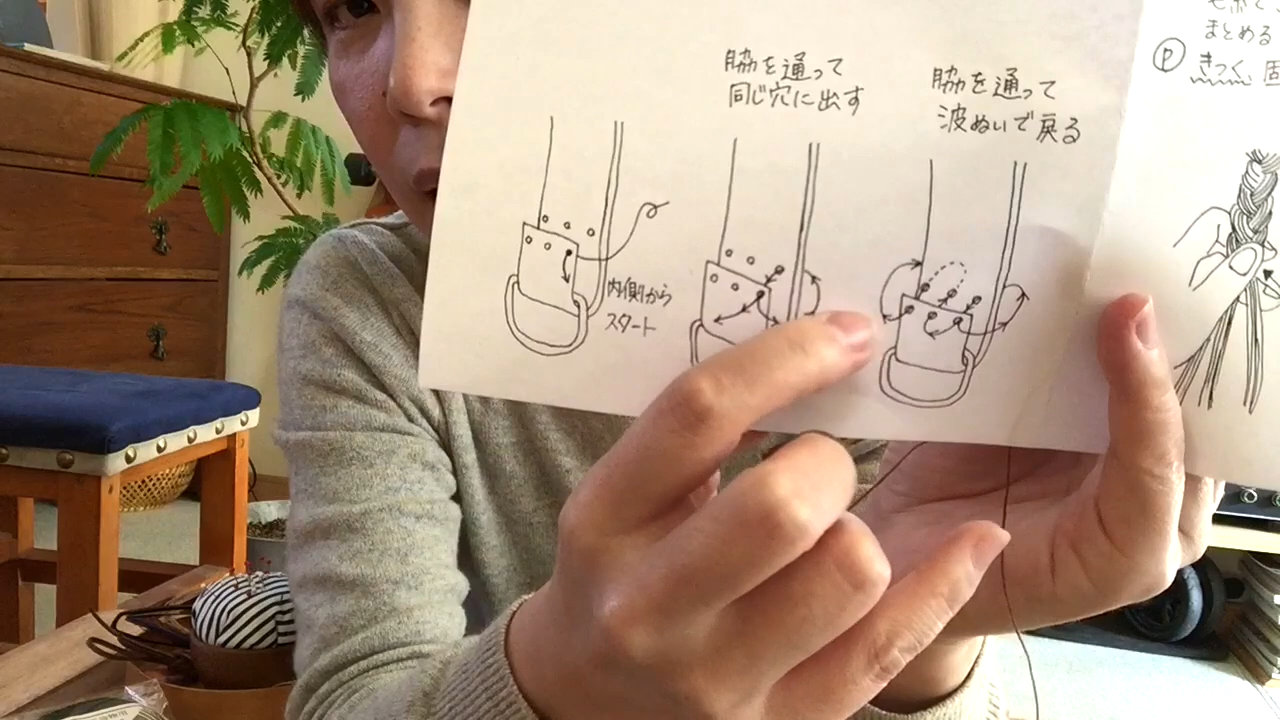 脇を通って
同じ穴に出す
脇を通って
波ぬいで戻る
内側から
スタート
まとめる
P きつく 固